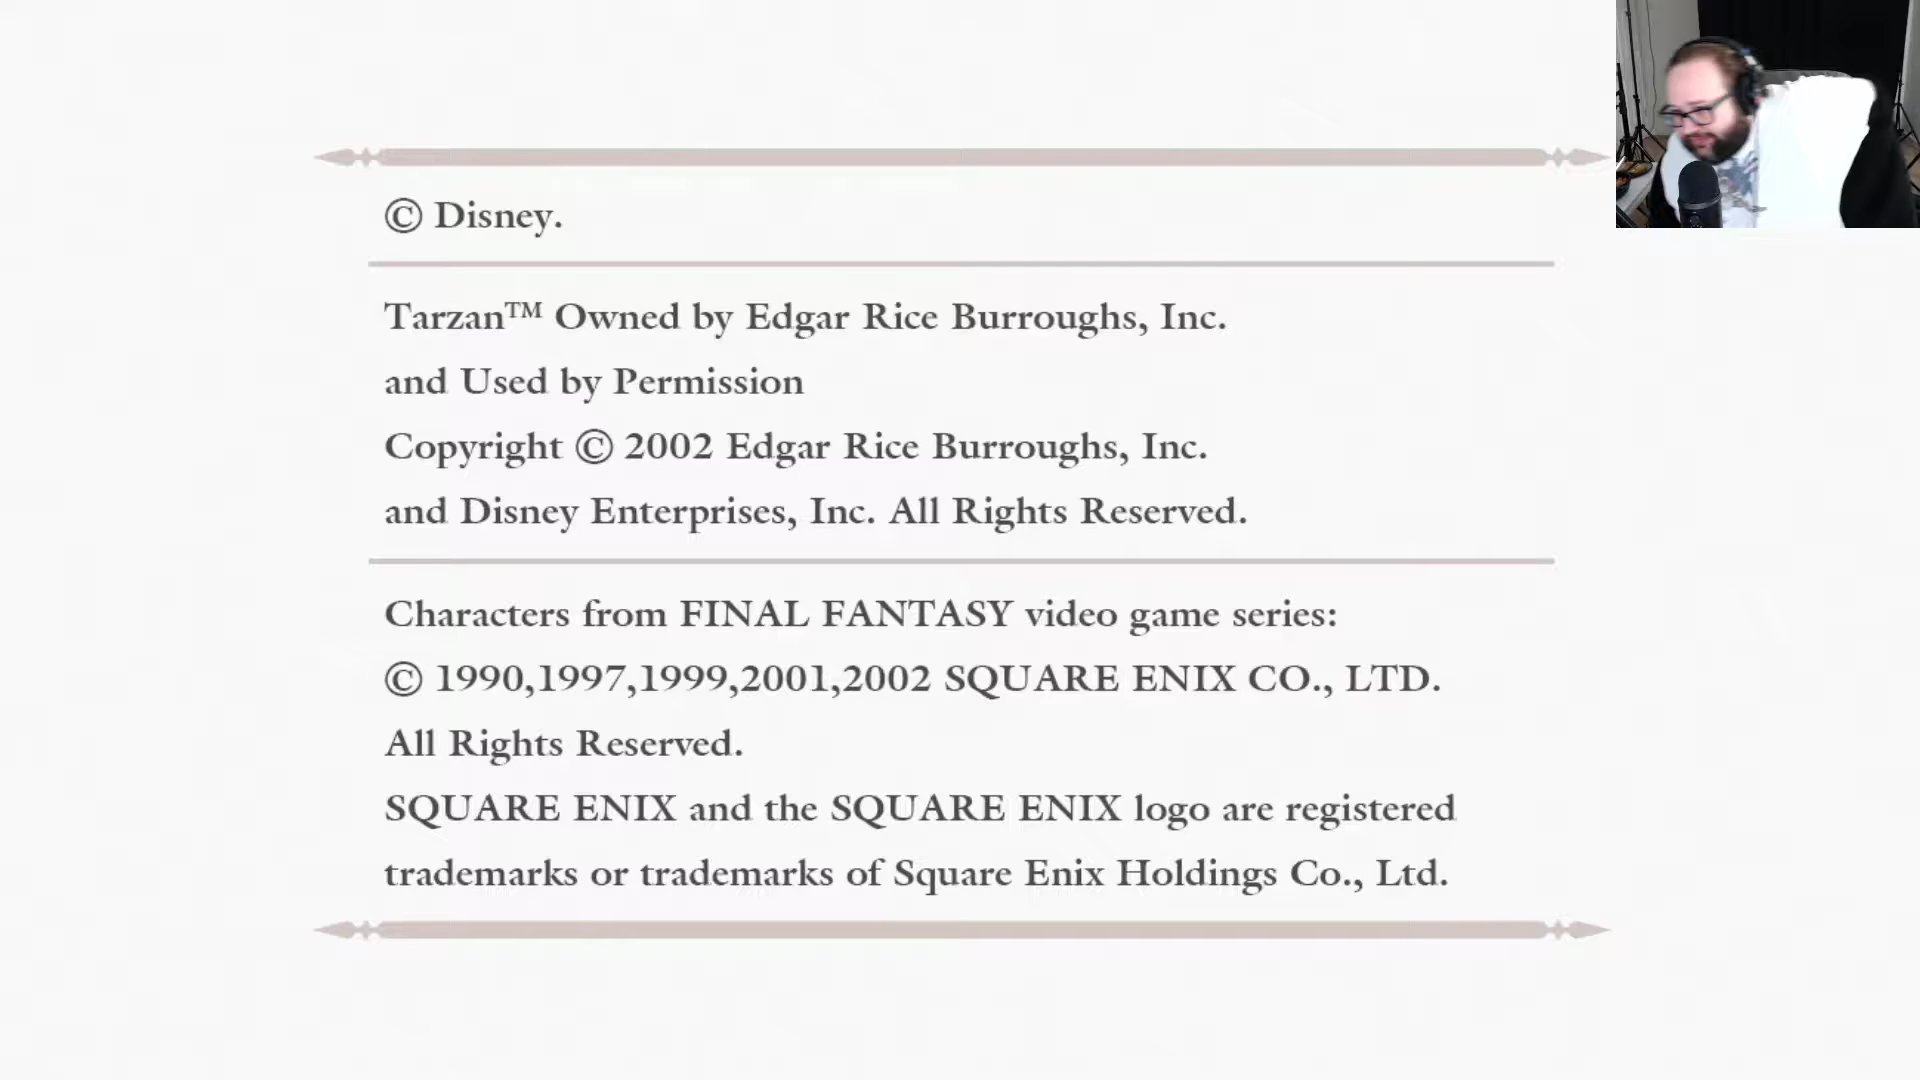 © Disney.
Tarzan™ Owned by Edgar Rice Burroughs, Inc.
and Used by Permission
Copyright © 2002 Edgar Rice Burroughs, Inc.
and Disney Enterprises, Inc. All Rights Reserved.
Characters from FINAL FANTASY video game series:
© 1990,1997,1999,2001,2002 SQUARE ENIX CO., LTD.
All Rights Reserved.
SQUARE ENIX and the SQUARE ENIX logo are registered
trademarks or trademarks of Square Enix Holdings Co., Ltd.